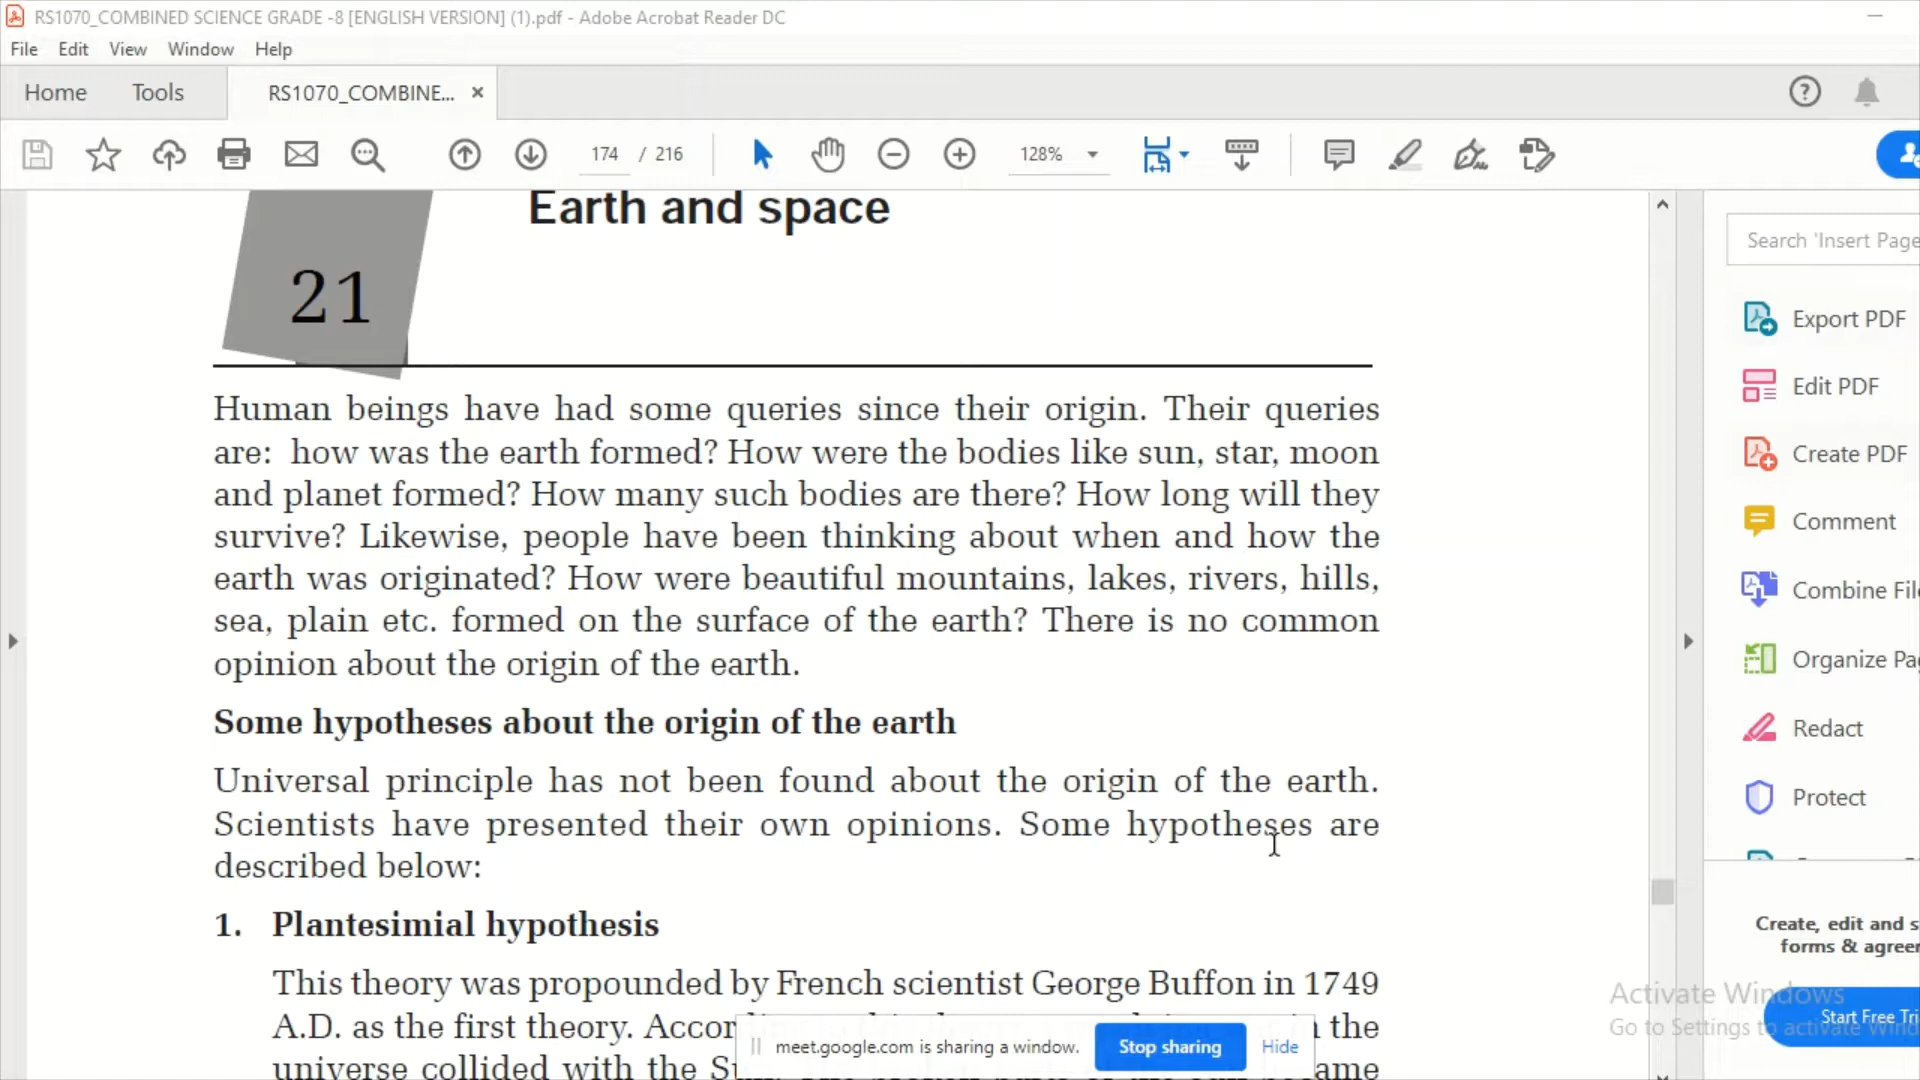 RS1070_COMBINED SCIENCE GRADE -8 [ENGLISH VERSION] (1).pdf - Adobe Acrobat Reader DC
File Edit View Window Help
Home Tools RS1070_COMBINE... ×
174 / 216 128%
Earth and space
21
Human beings have had some queries since their origin. Their queries
are: how was the earth formed? How were the bodies like sun, star, moon
and planet formed? How many such bodies are there? How long will they
survive? Likewise, people have been thinking about when and how the
earth was originated? How were beautiful mountains, lakes, rivers, hills,
sea, plain etc. formed on the surface of the earth? There is no common
opinion about the origin of the earth.
Some hypotheses about the origin of the earth
Universal principle has not been found about the origin of the earth.
Scientists have presented their own opinions. Some hypotheses are
described below:
1. Plantesimial hypothesis
This theory was propounded by French scientist George Buffon in 1749
A.D. as the first theory. the
universe collided with the
meet.google.com is sharing a window. Stop sharing Hide
Search 'Insert Page
Export PDF
Edit PDF
Create PDF
Comment
Combine File
Organize Pag
Redact
Protect
Create, edit and s
forms & agreen
Start Free Tri
Activate Windows
Go to Settings to activate Wind